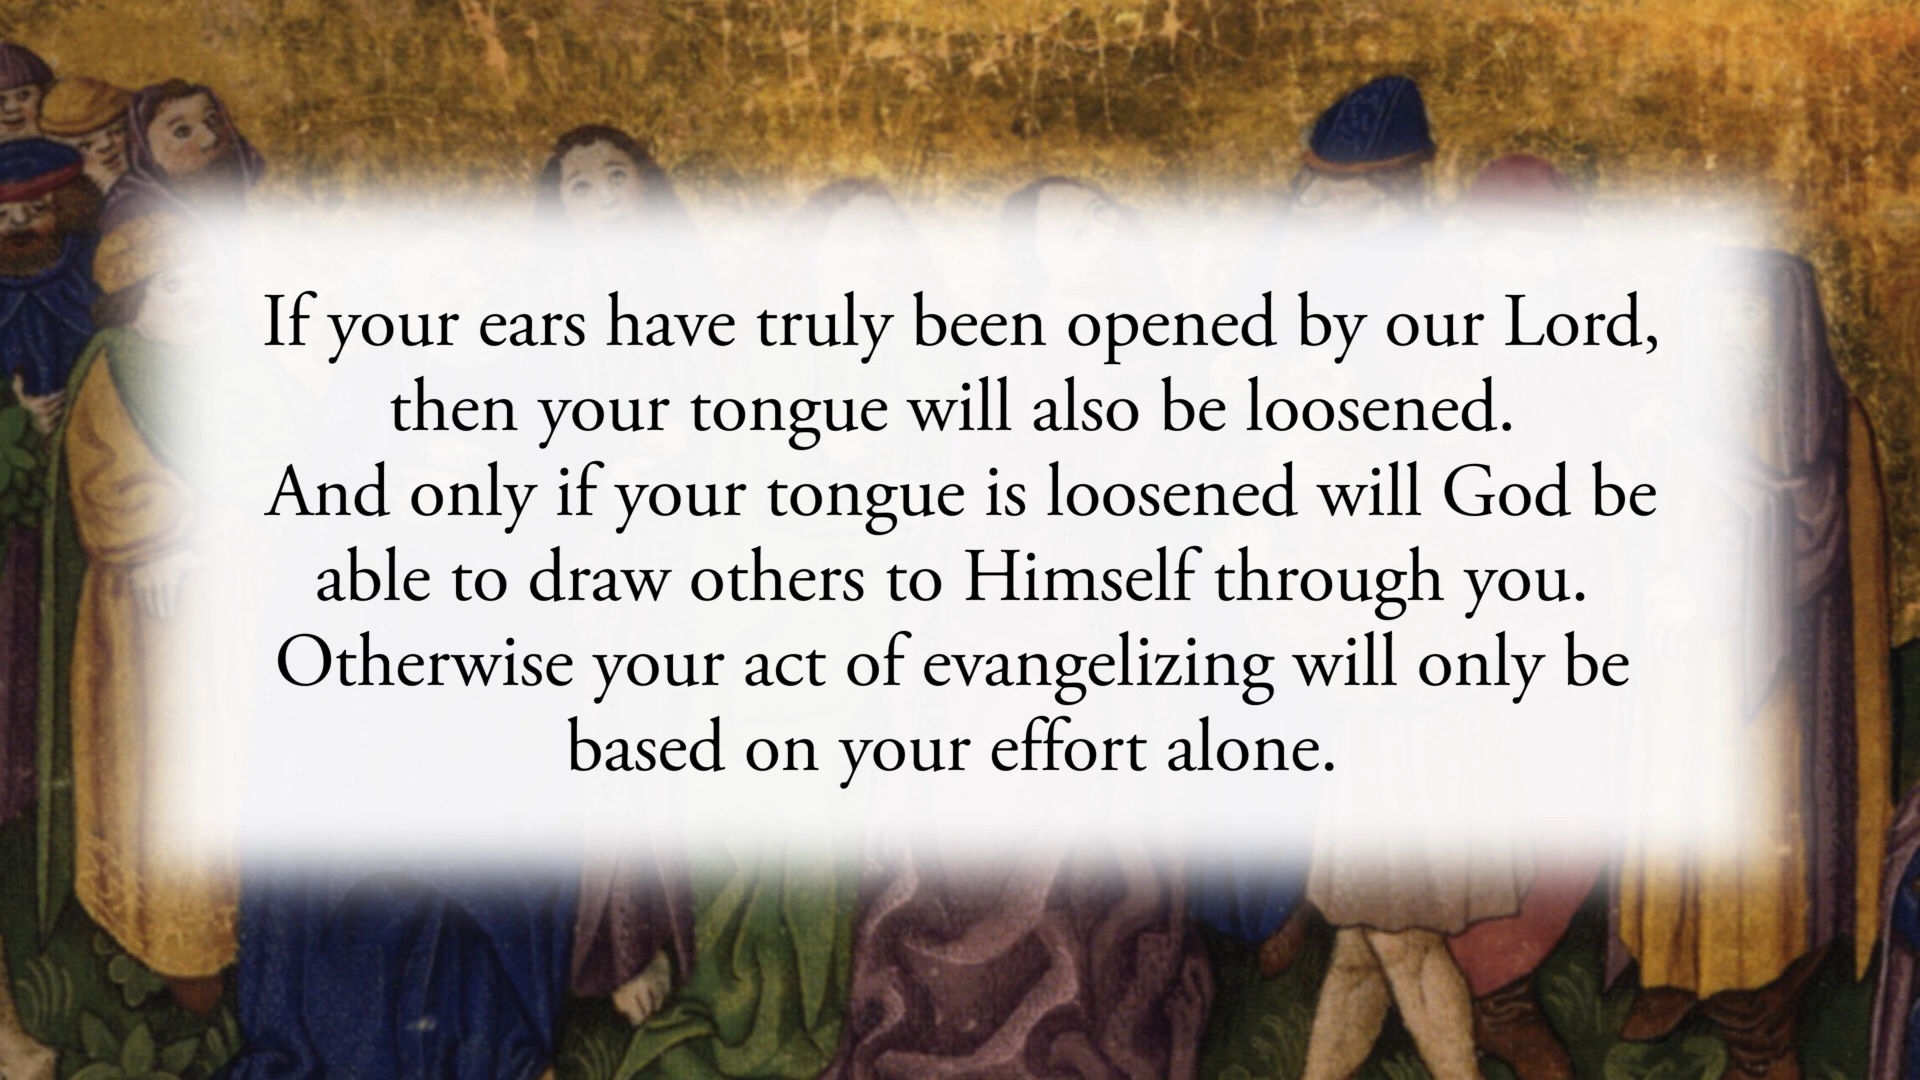 If your ears have truly been opened by our Lord,
then your tongue will also be loosened.
And only if your tongue is loosened will God be
able to draw others to Himself through you.
Otherwise your act of evangelizing will only be
based on your effort alone.